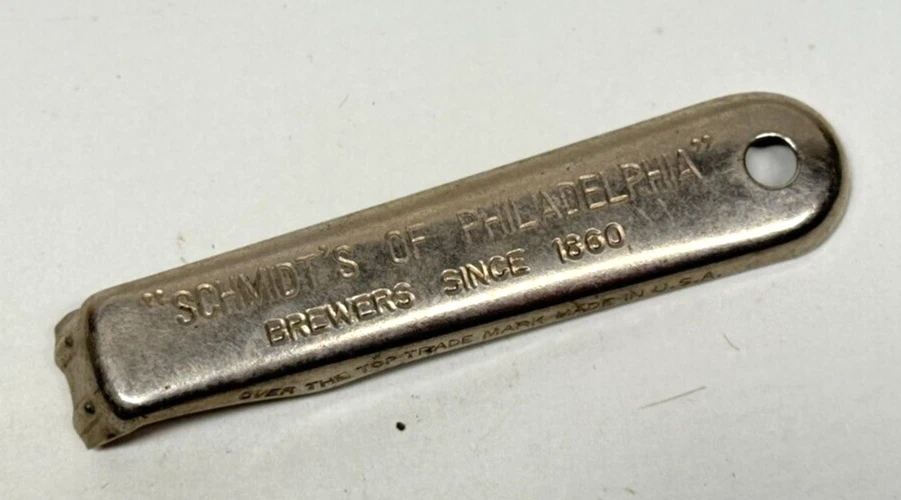 "SCHMIDT'S OF PHILADELPHIA"
BREWERS SINCE 1860
OVER THE TOP-TRADE MARK-MADE IN U.S.A.